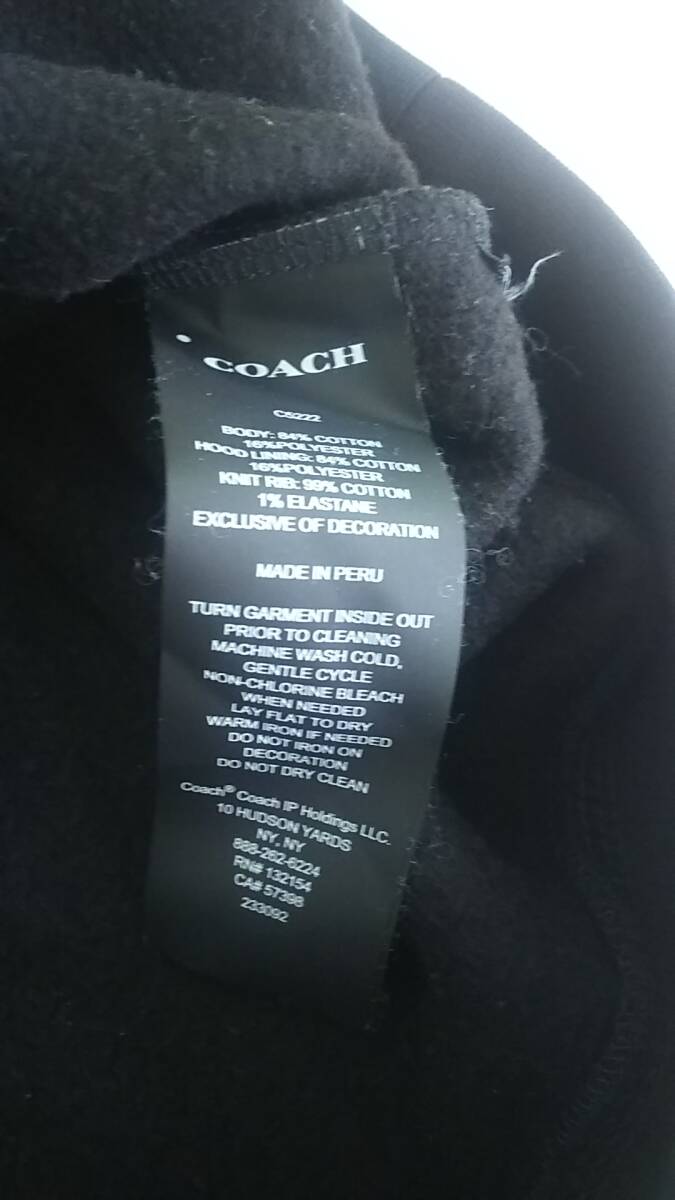 COACH
C5222
BODY: 84% COTTON
16%POLYESTER
HOOD LINING: 84% COTTON
16%POLYESTER
KNIT RIB: 99% COTTON
1% ELASTANE
EXCLUSIVE OF DECORATION
MADE IN PERU
TURN GARMENT INSIDE OUT
PRIOR TO CLEANING
MACHINE WASH COLD,
GENTLE CYCLE
NON-CHLORINE BLEACH
WHEN NEEDED
LAY FLAT TO DRY
WARM IRON IF NEEDED
DO NOT IRON ON
DECORATION
DO NOT DRY CLEAN
Coach® Coach IP Holdings LLC.
10 HUDSON YARDS
NY, NY
888-262-6224
RN# 132154
CA# 57398
233092